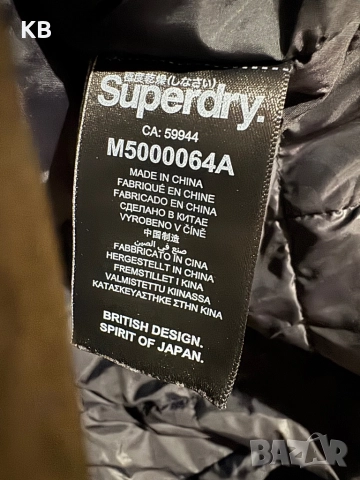 KB
極度乾燥(しなさい)
Superdry.
CA: 59944
M5000064A
MADE IN CHINA
FABRIQUÉ EN CHINE
FABRICADO EN CHINA
СДЕЛАНО В КИТАЕ
VYROBENO V ČÍNĚ
中国制造
صنع في الصين
FABBRICATO IN CINA
HERGESTELLT IN CHINA
FREMSTILLET I KINA
VALMISTETTU KIINASSA
ΚΑΤΑΣΚΕΥΑΣΤΗΚΕ ΣΤΗΝ ΚΙΝΑ
BRITISH DESIGN.
SPIRIT OF JAPAN.
BAZAR